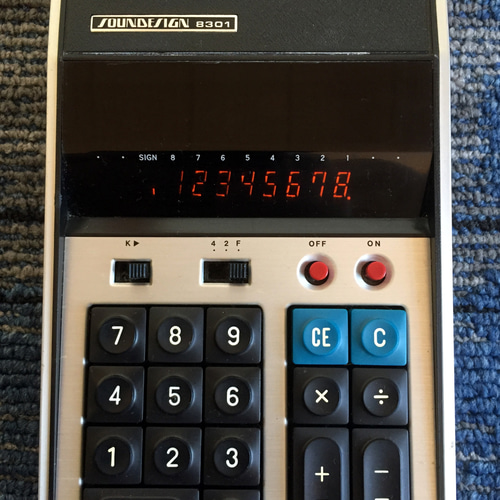 SOUNDESIGN 8301
SIGN 8 7 6 5 4 3 2 1
12345678.
K▶ 4 2 F OFF ON
7 8 9 CE C
4 5 6 × ÷
1 2 3 + −